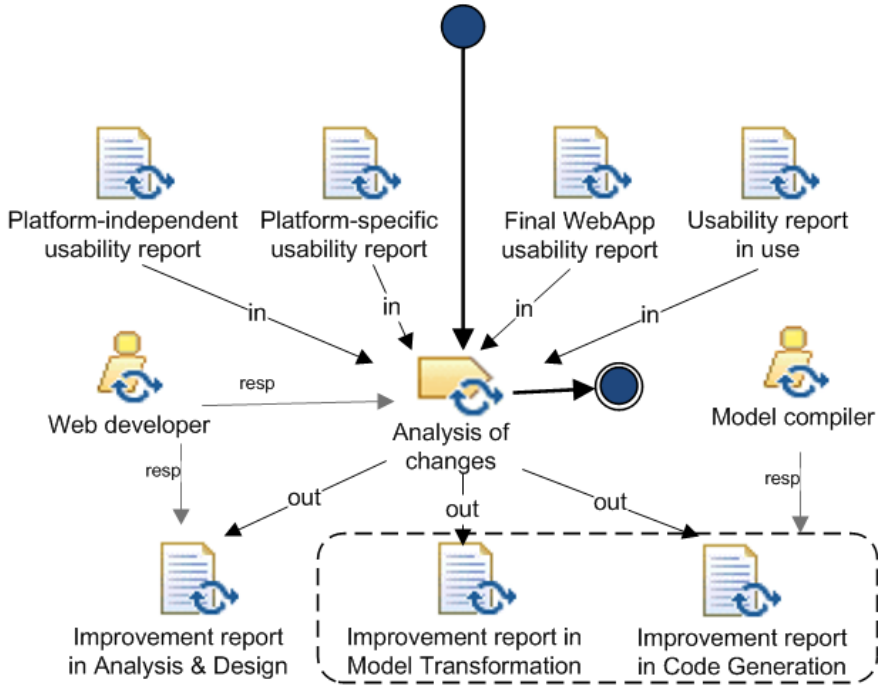 Platform-independent
usability report
Platform-specific
usability report
Final WebApp
usability report
Usability report
in use
in
in
in
in
resp
Web developer
Model compiler
Analysis of
changes
resp
resp
out
out
out
Improvement report
in Analysis & Design
Improvement report in
Model Transformation
Improvement report
in Code Generation